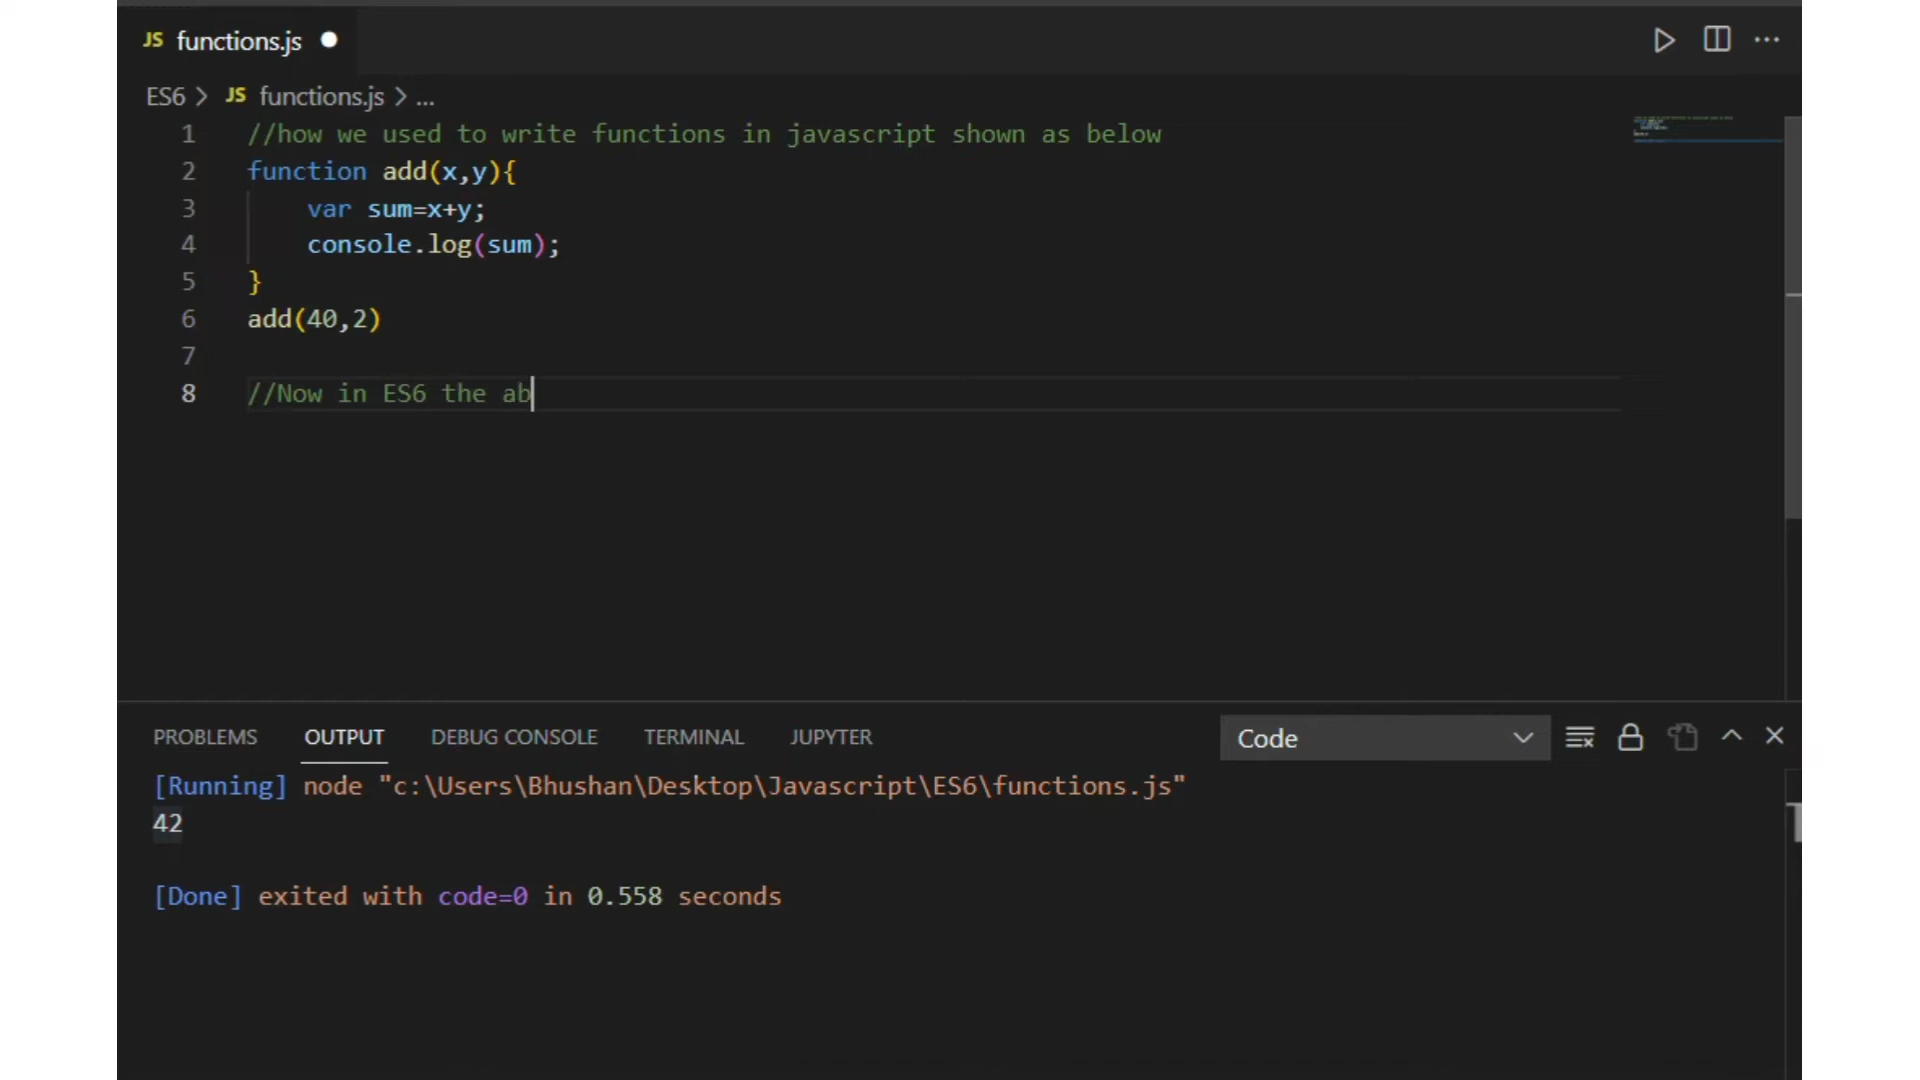 JS functions.js
ES6 > JS functions.js > ...
1 //how we used to write functions in javascript shown as below
2 function add(x,y){
3 var sum=x+y;
4 console.log(sum);
5 }
6 add(40,2)
7
8 //Now in ES6 the ab
PROBLEMS OUTPUT DEBUG CONSOLE TERMINAL JUPYTER Code
[Running] node "c:\Users\Bhushan\Desktop\Javascript\ES6\functions.js"
42
[Done] exited with code=0 in 0.558 seconds